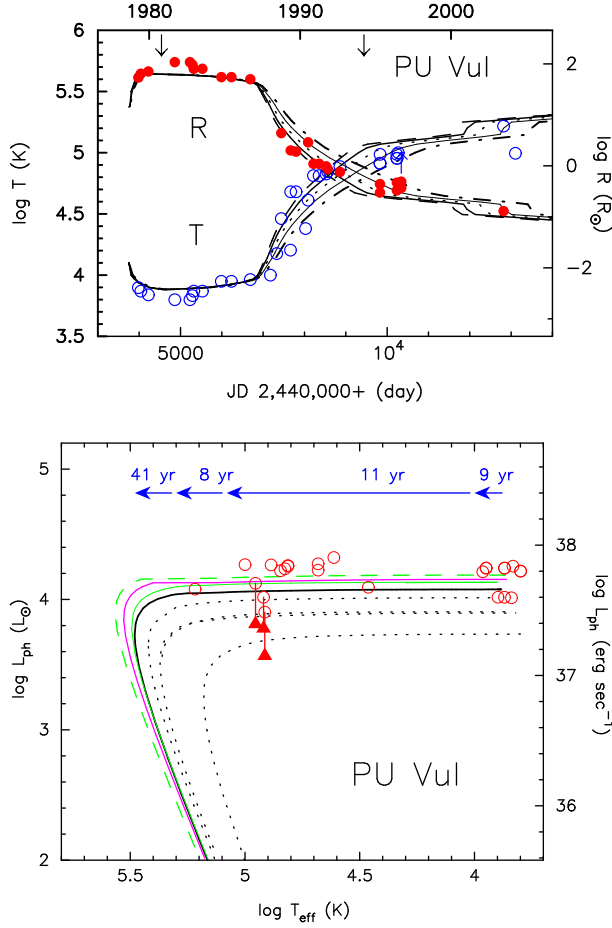 1980 1990 2000
6
5.5
5
4.5
4
3.5
log T (K)
PU Vul
R
T
2
0
−2
log R (R☉)
5000 10⁴
JD 2,440,000+ (day)
5
4
3
2
log L_ph (L☉)
41 yr 8 yr 11 yr 9 yr
38
37
36
log L_ph (erg sec⁻¹)
PU Vul
5.5 5 4.5 4
log T_eff (K)